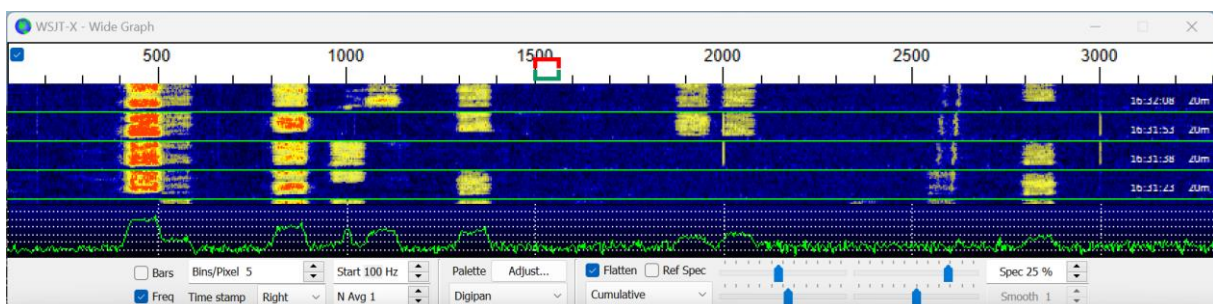 WSJT-X - Wide Graph
500 1000 1500 2000 2500 3000
16:32:08 20m
16:31:53 20m
16:31:38 20m
16:31:23 20m
Bars Bins/Pixel 5 Start 100 Hz Palette Adjust... Flatten Ref Spec Spec 25 %
Freq Time stamp Right N Avg 1 Digipan Cumulative Smooth 1